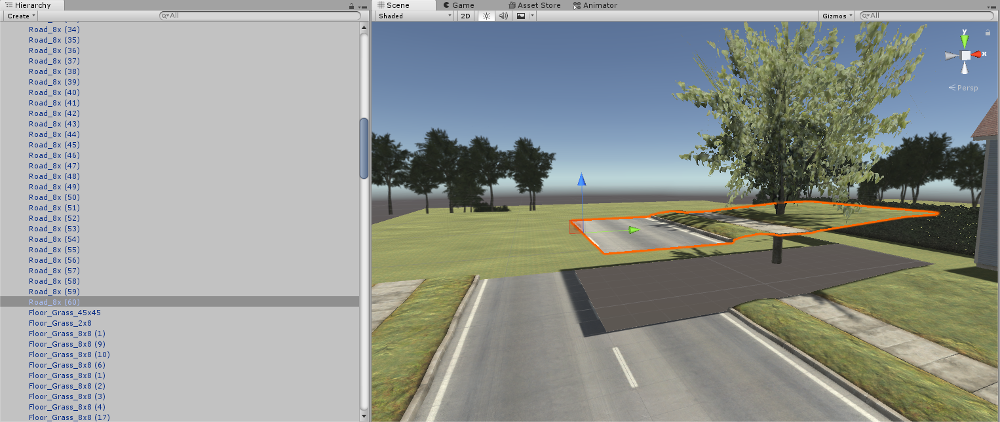 Hierarchy
Create
All
Road_8x (34)
Road_8x (35)
Road_8x (36)
Road_8x (37)
Road_8x (38)
Road_8x (39)
Road_8x (40)
Road_8x (41)
Road_8x (42)
Road_8x (43)
Road_8x (44)
Road_8x (45)
Road_8x (46)
Road_8x (47)
Road_8x (48)
Road_8x (49)
Road_8x (50)
Road_8x (51)
Road_8x (52)
Road_8x (53)
Road_8x (54)
Road_8x (55)
Road_8x (56)
Road_8x (57)
Road_8x (58)
Road_8x (59)
Road_8x (60)
Floor_Grass_45x45
Floor_Grass_2x8
Floor_Grass_8x8 (1)
Floor_Grass_8x8 (9)
Floor_Grass_8x8 (10)
Floor_Grass_8x8 (6)
Floor_Grass_8x8 (1)
Floor_Grass_8x8 (2)
Floor_Grass_8x8 (3)
Floor_Grass_8x8 (4)
Floor_Grass_8x8 (17)
Scene Game Asset Store Animator
Shaded 2D Gizmos All
y
x
Persp